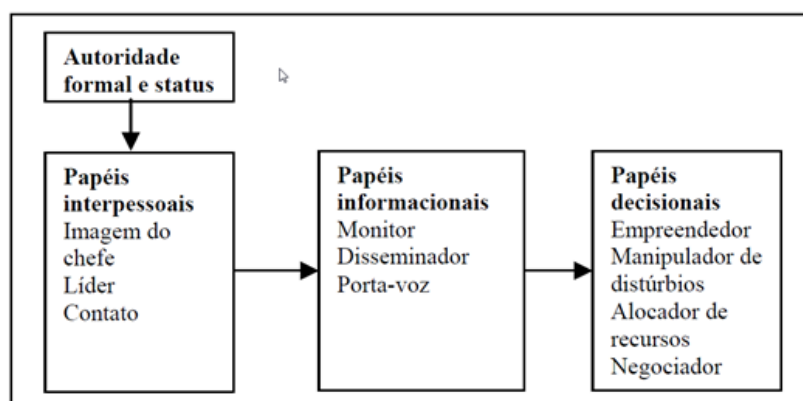 Autoridade
formal e status
Papéis
interpessoais
Imagem do
chefe
Líder
Contato
Papéis
informacionais
Monitor
Disseminador
Porta-voz
Papéis
decisionais
Empreendedor
Manipulador de
distúrbios
Alocador de
recursos
Negociador